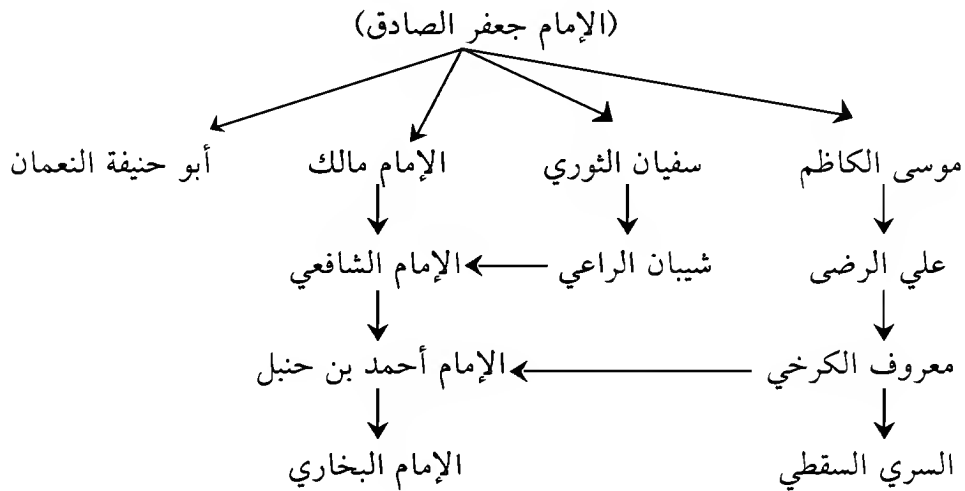 (الإمام جعفر الصادق)
موسى الكاظم سفيان الثوري الإمام مالك أبو حنيفة النعمان
علي الرضى شيبان الراعي الإمام الشافعي
معروف الكرخي الإمام أحمد بن حنبل
السري السقطي الإمام البخاري